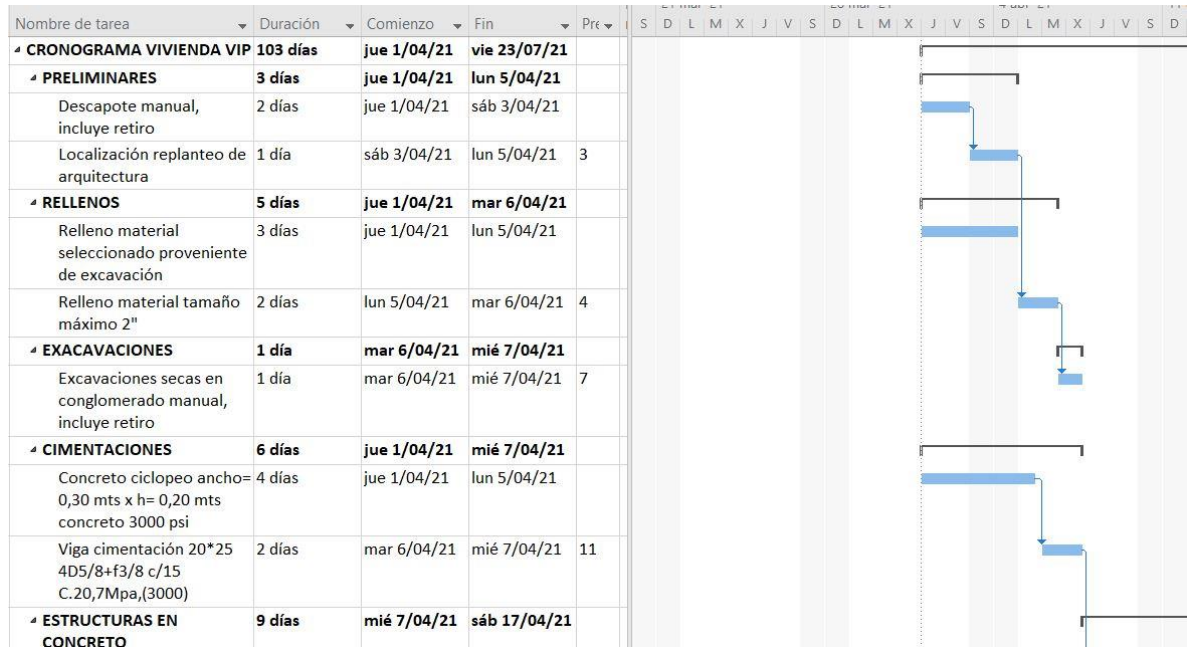 Nombre de tarea Duración Comienzo Fin Pre S D L M X J V S D L M X J V S D L M X J V S D
CRONOGRAMA VIVIENDA VIP 103 días jue 1/04/21 vie 23/07/21
PRELIMINARES 3 días jue 1/04/21 lun 5/04/21
Descapote manual, 2 días jue 1/04/21 sáb 3/04/21
incluye retiro
Localización replanteo de 1 día sáb 3/04/21 lun 5/04/21 3
arquitectura
RELLENOS 5 días jue 1/04/21 mar 6/04/21
Relleno material 3 días jue 1/04/21 lun 5/04/21
seleccionado proveniente
de excavación
Relleno material tamaño 2 días lun 5/04/21 mar 6/04/21 4
máximo 2"
EXACAVACIONES 1 día mar 6/04/21 mié 7/04/21
Excavaciones secas en 1 día mar 6/04/21 mié 7/04/21 7
conglomerado manual,
incluye retiro
CIMENTACIONES 6 días jue 1/04/21 mié 7/04/21
Concreto ciclopeo ancho= 4 días jue 1/04/21 lun 5/04/21
0,30 mts x h= 0,20 mts
concreto 3000 psi
Viga cimentación 20*25 2 días mar 6/04/21 mié 7/04/21 11
4D5/8+f3/8 c/15
C.20,7Mpa,(3000)
ESTRUCTURAS EN 9 días mié 7/04/21 sáb 17/04/21
CONCRETO